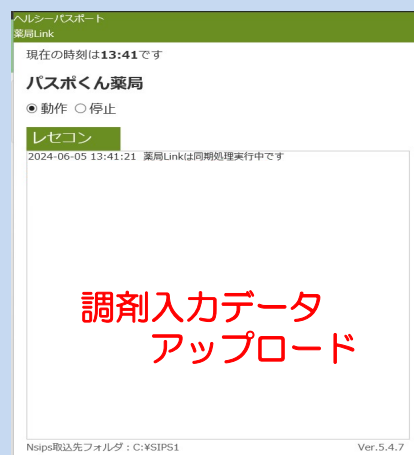 ヘルシーパスポート
薬局Link
現在の時刻は13:41です
パスポくん薬局
動作 停止
レセコン
2024-06-05 13:41:21 薬局Linkは同期処理実行中です
調剤入力データ
アップロード
Nsips取込先フォルダ：C:¥SIPS1 Ver.5.4.7